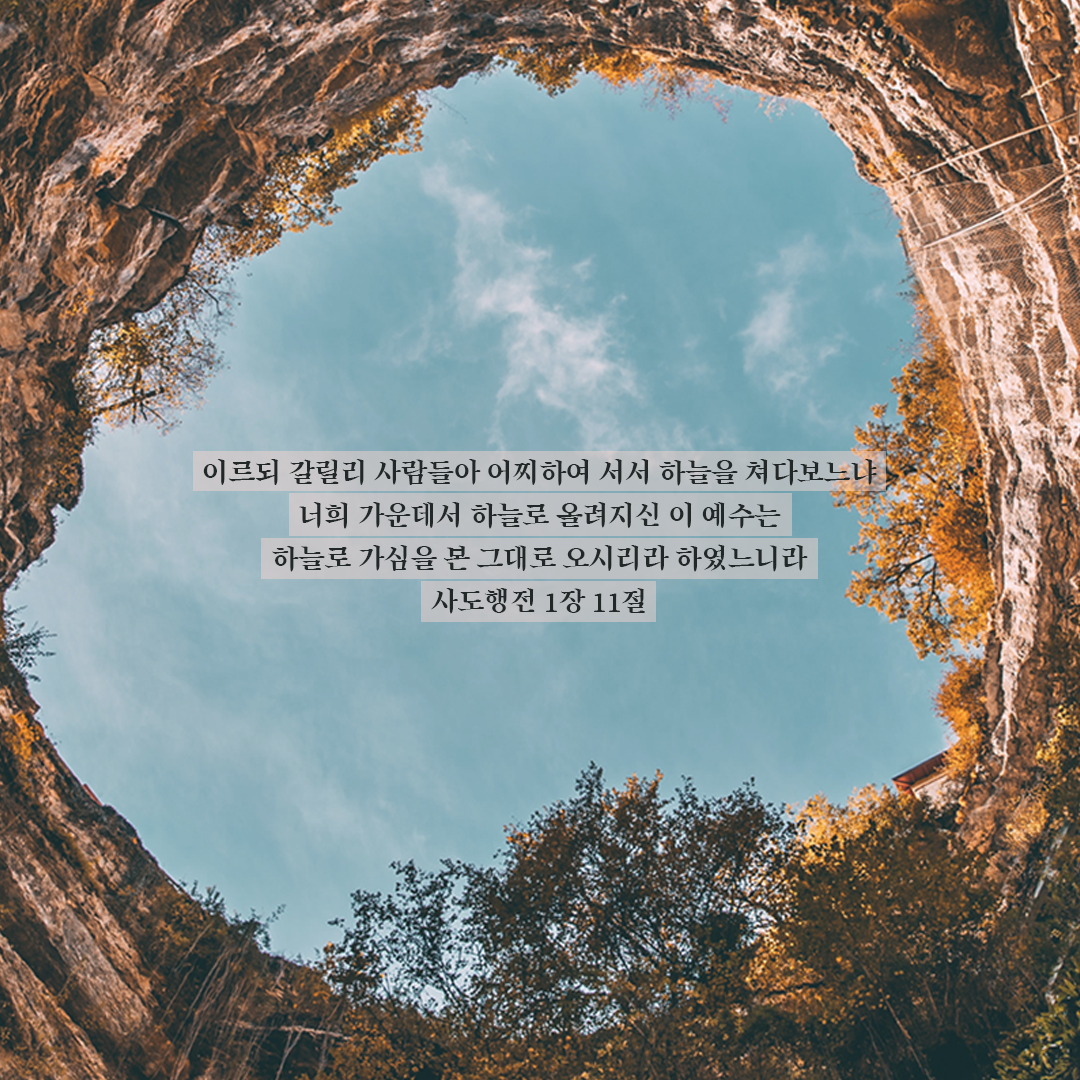 이르되 갈릴리 사람들아 어찌하여 서서 하늘을 쳐다보느냐
너희 가운데서 하늘로 올려지신 이 예수는
하늘로 가심을 본 그대로 오시리라 하였느니라
사도행전 1장 11절